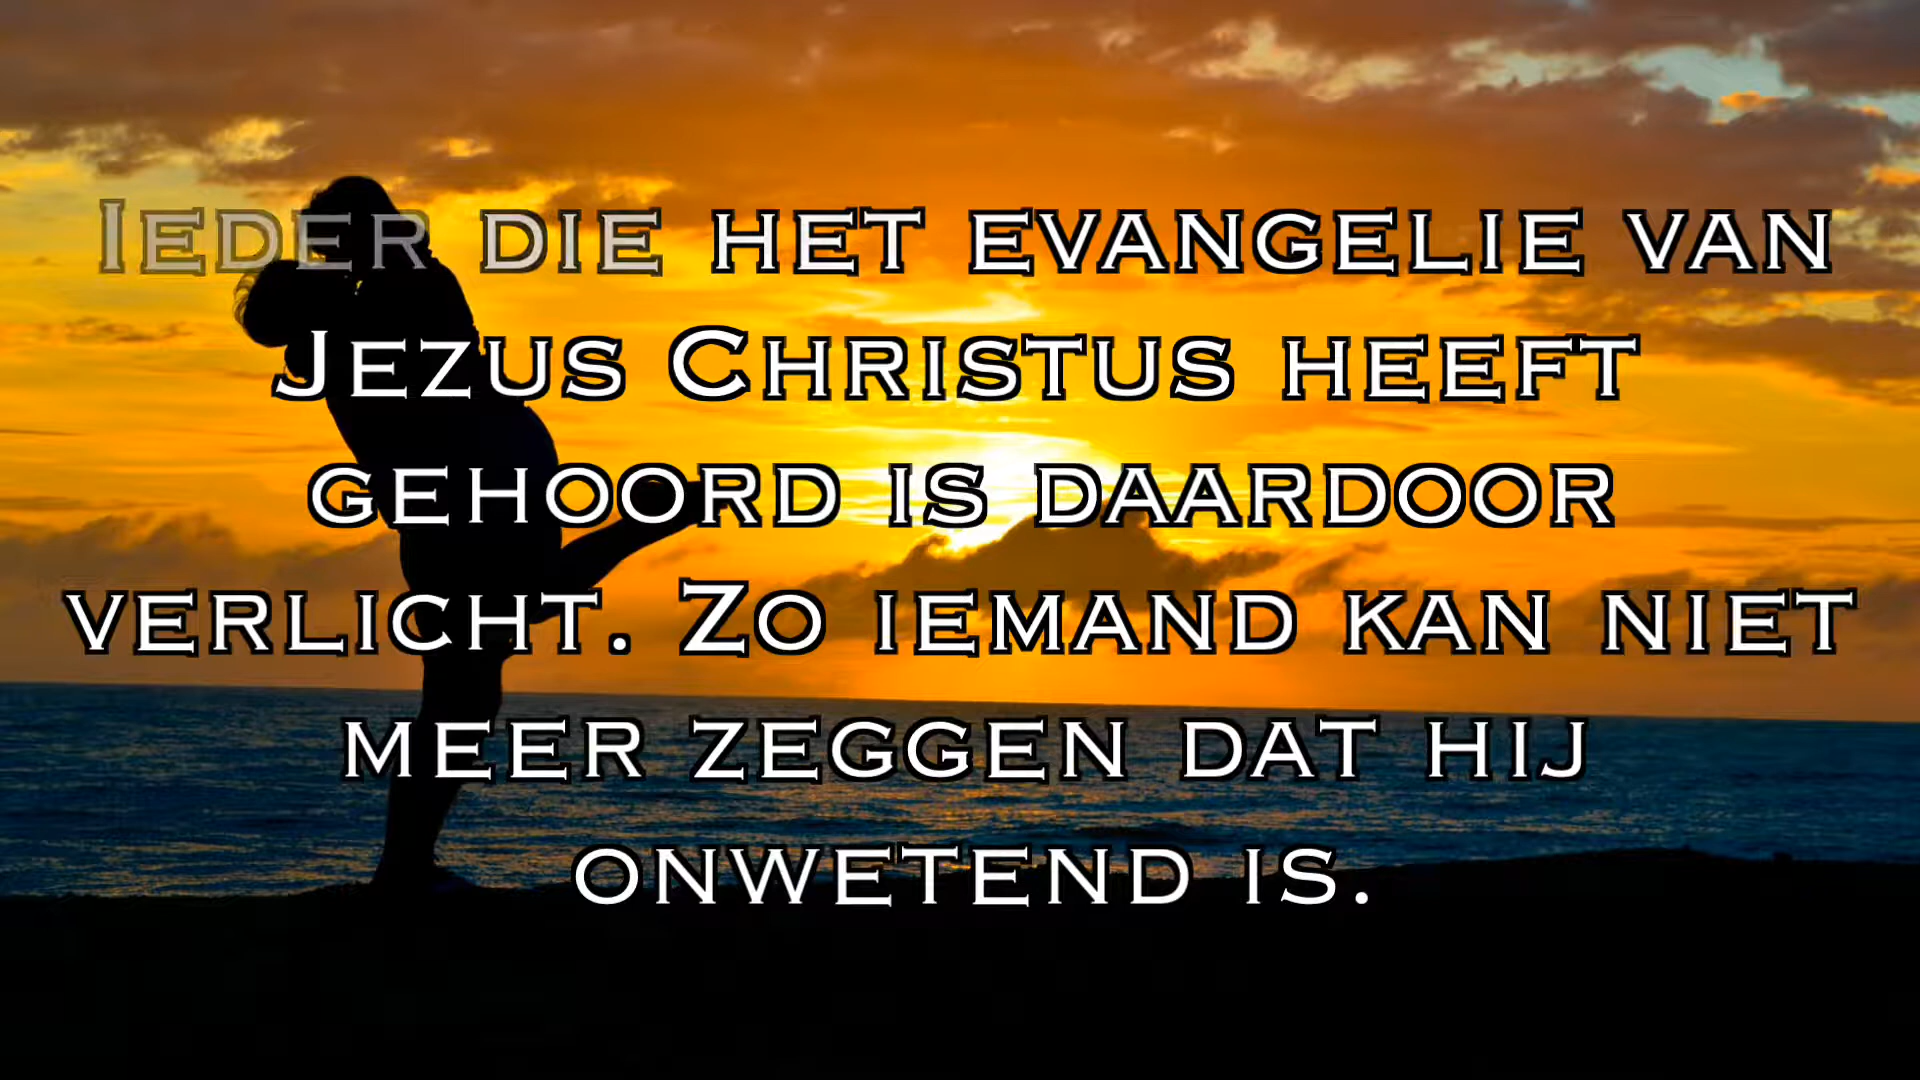 Ieder die het evangelie van
Jezus Christus heeft
gehoord is daardoor
verlicht. Zo iemand kan niet
meer zeggen dat hij
onwetend is.